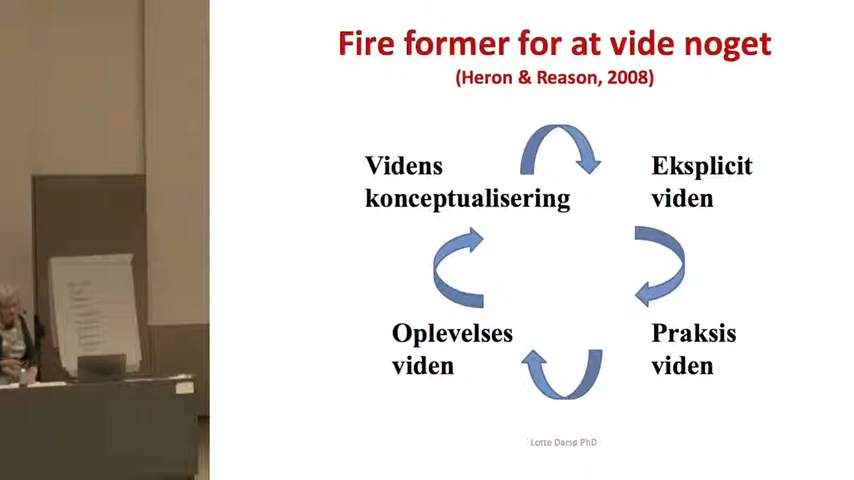 Fire former for at vide noget
(Heron & Reason, 2008)
Videns
konceptualisering
Eksplicit
viden
Oplevelses
viden
Praksis
viden
Lotte Darsø PhD